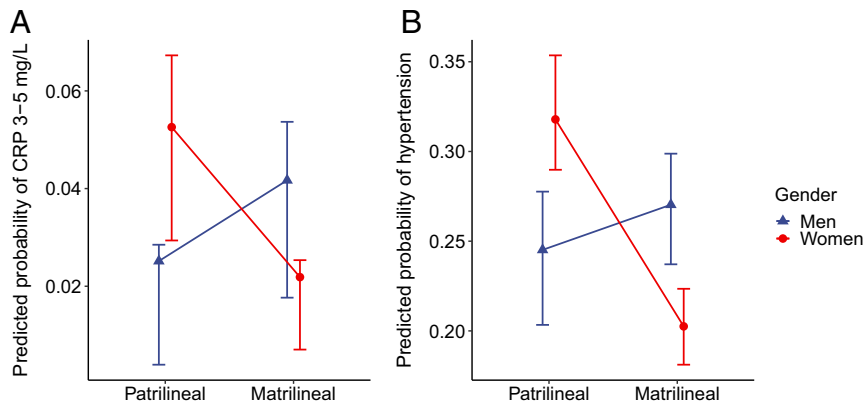 A
Predicted probability of CRP 3−5 mg/L
0.06
0.04
0.02
Patrilineal
Matrilineal
B
Predicted probability of hypertension
0.35
0.30
0.25
0.20
Patrilineal
Matrilineal
Gender
Men
Women